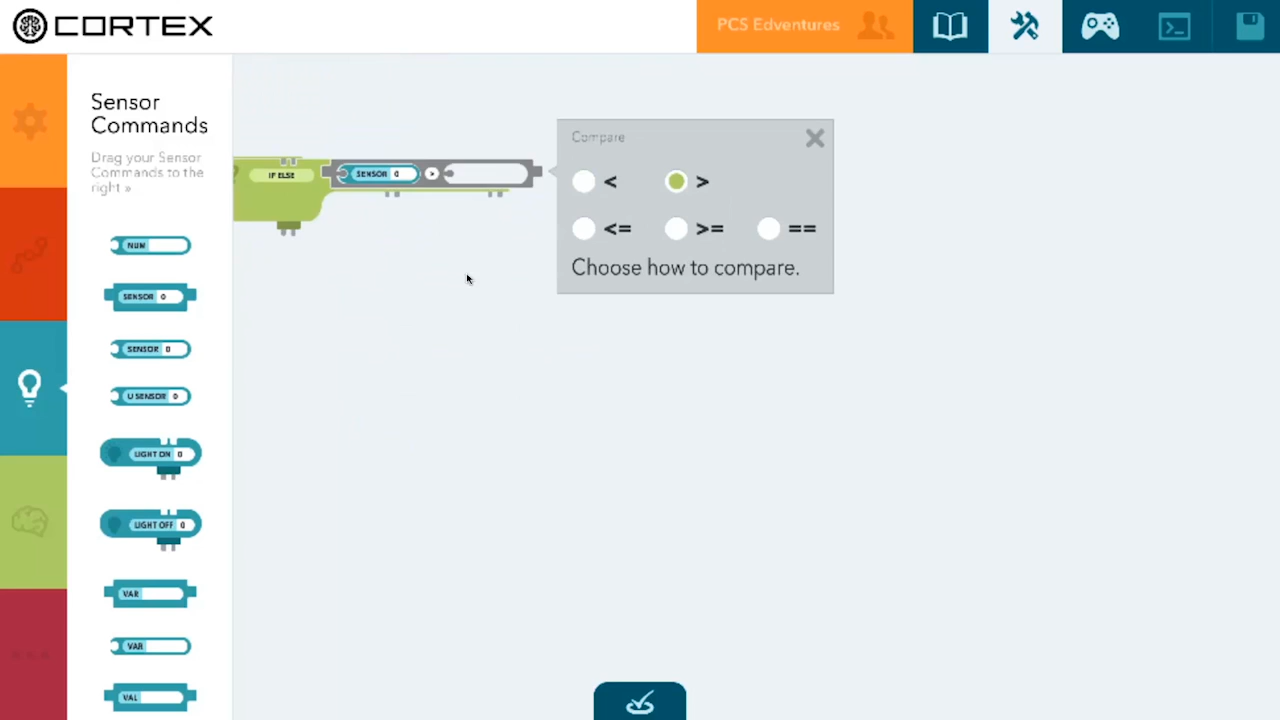 CORTEX
PCS Edventures
Sensor
Commands
Drag your Sensor
Commands to the
right »
NUM
SENSOR 0
SENSOR 0
U SENSOR 0
LIGHT ON 0
LIGHT OFF 0
VAR
VAR
VAL
IF ELSE
SENSOR 0
>
Compare
<
>
<=
>=
==
Choose how to compare.